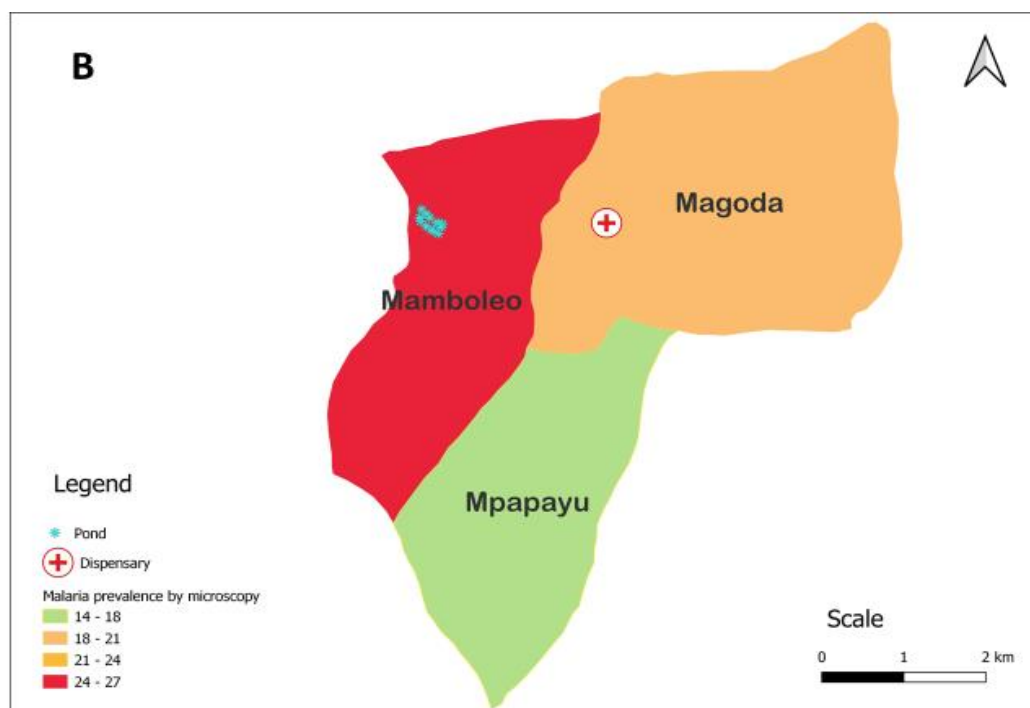 B
Magoda
Mamboleo
Mpapayu
Legend
Pond
Dispensary
Malaria prevalence by microscopy
14 - 18
18 - 21
21 - 24
24 - 27
Scale
0 1 2 km